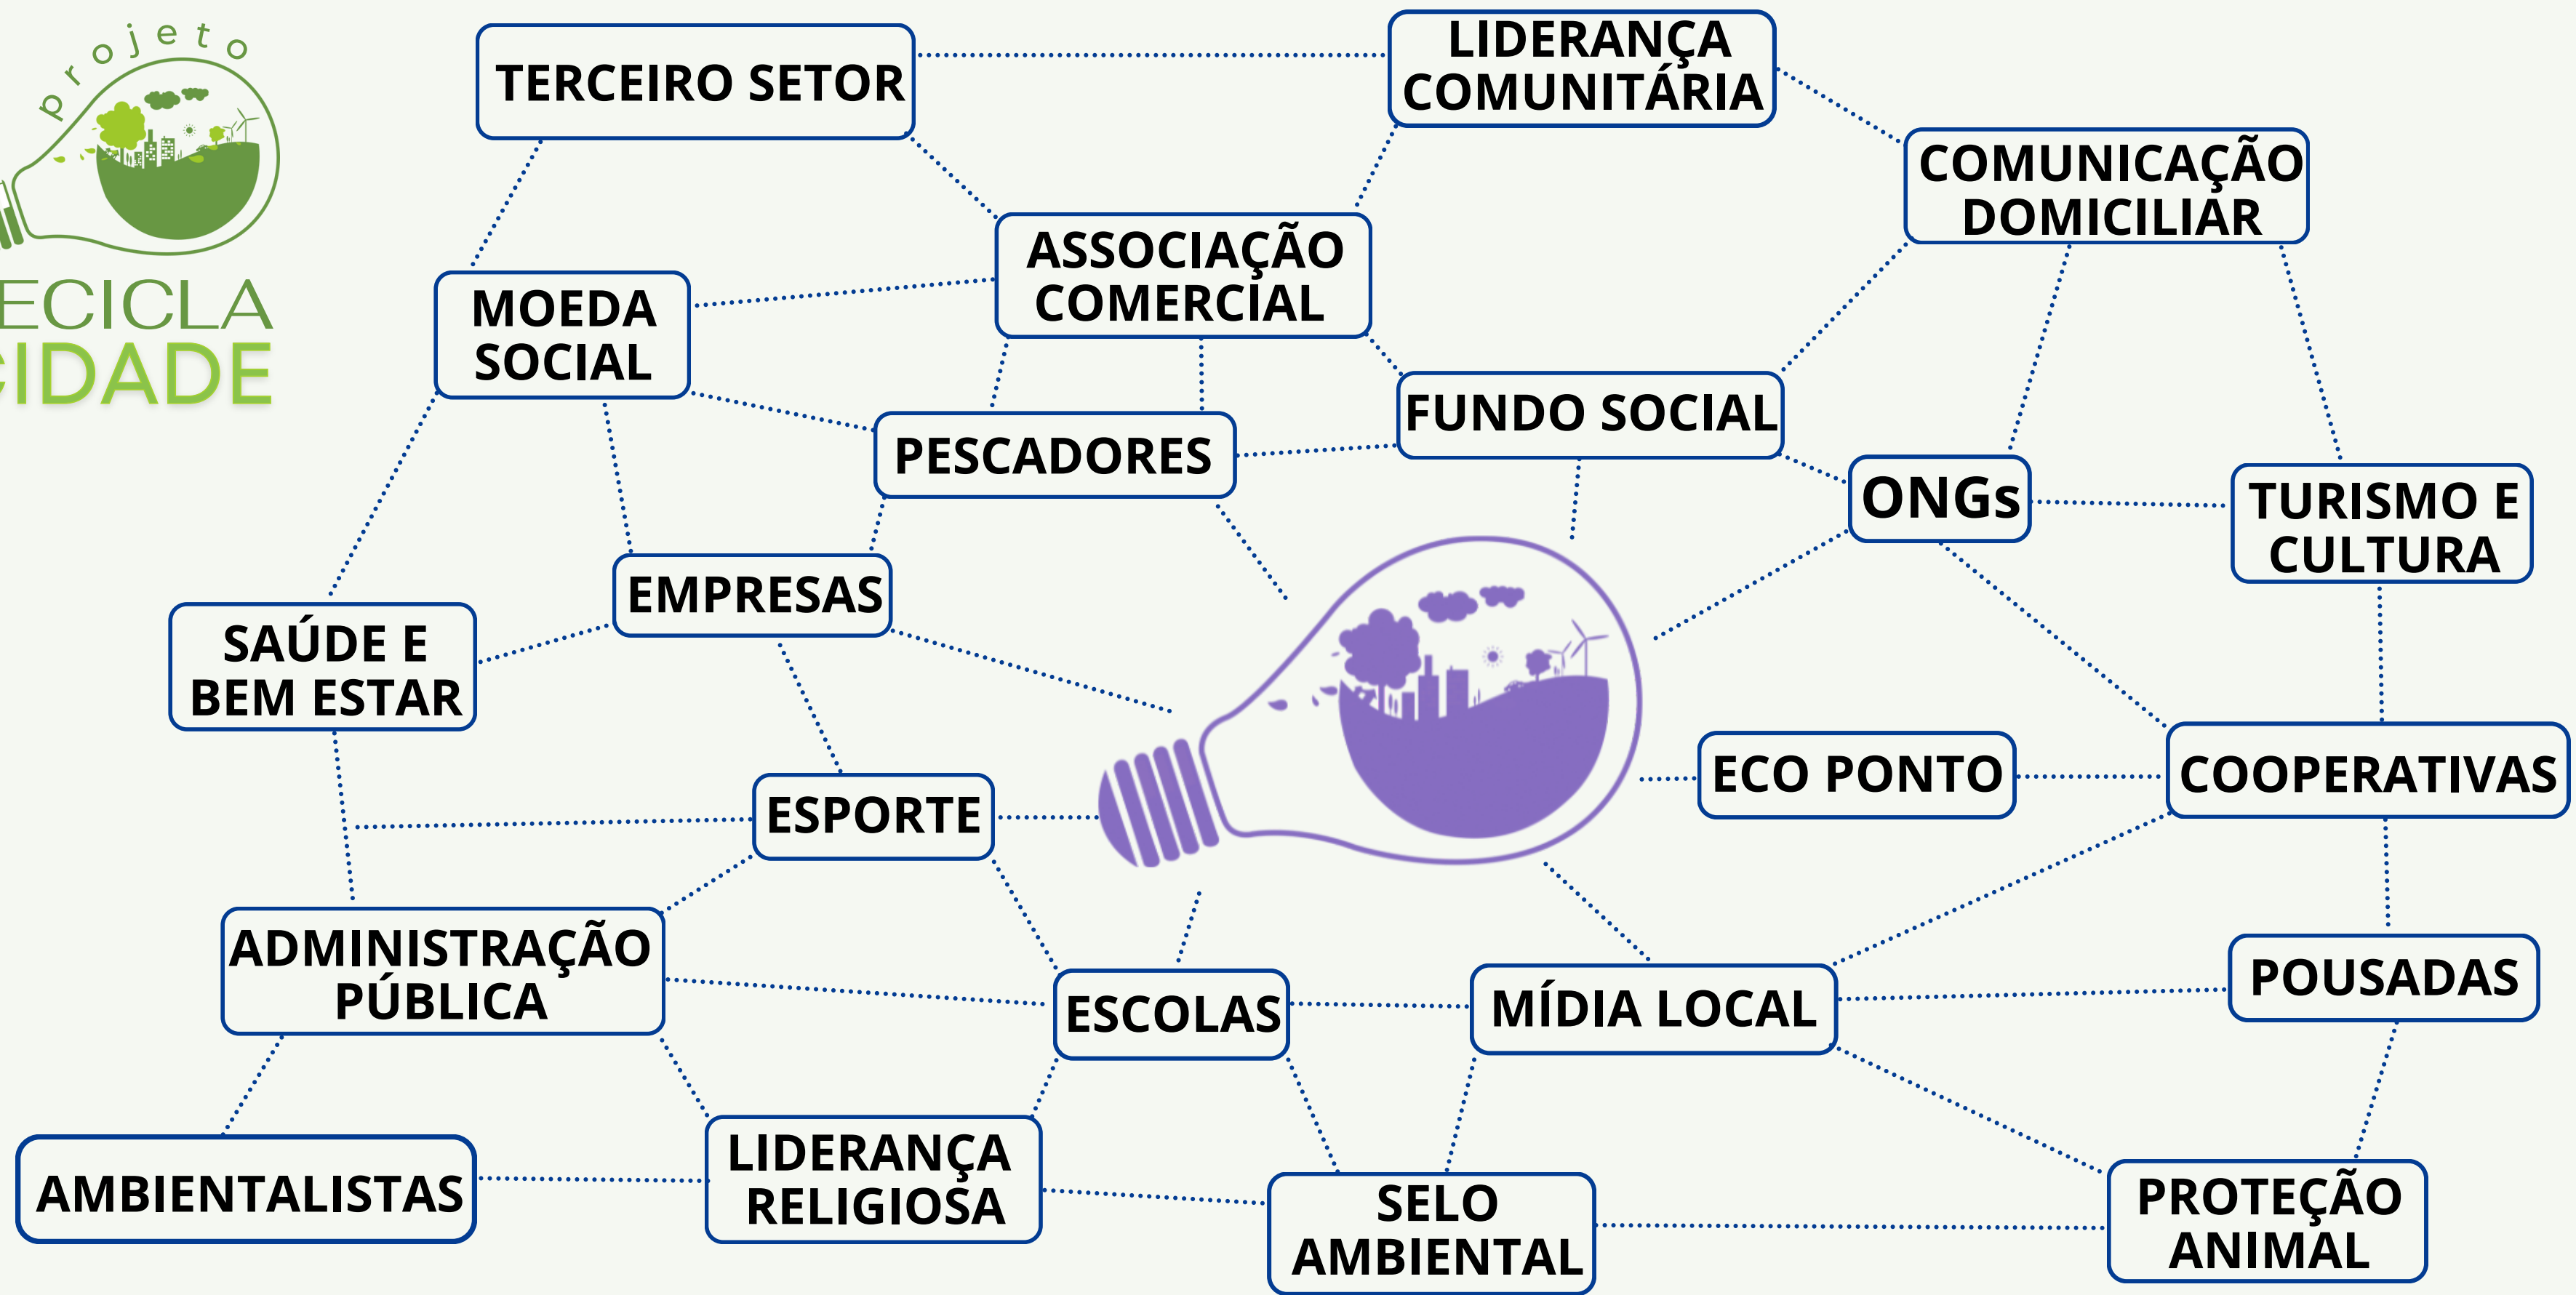 projeto
ECICLA
CIDADE
TERCEIRO SETOR
LIDERANÇA
COMUNITÁRIA
COMUNICAÇÃO
DOMICILIAR
ASSOCIAÇÃO
COMERCIAL
MOEDA
SOCIAL
PESCADORES
FUNDO SOCIAL
ONGs
TURISMO E
CULTURA
EMPRESAS
SAÚDE E
BEM ESTAR
ECO PONTO
COOPERATIVAS
ESPORTE
ADMINISTRAÇÃO
PÚBLICA
ESCOLAS
MÍDIA LOCAL
POUSADAS
AMBIENTALISTAS
LIDERANÇA
RELIGIOSA
SELO
AMBIENTAL
PROTEÇÃO
ANIMAL